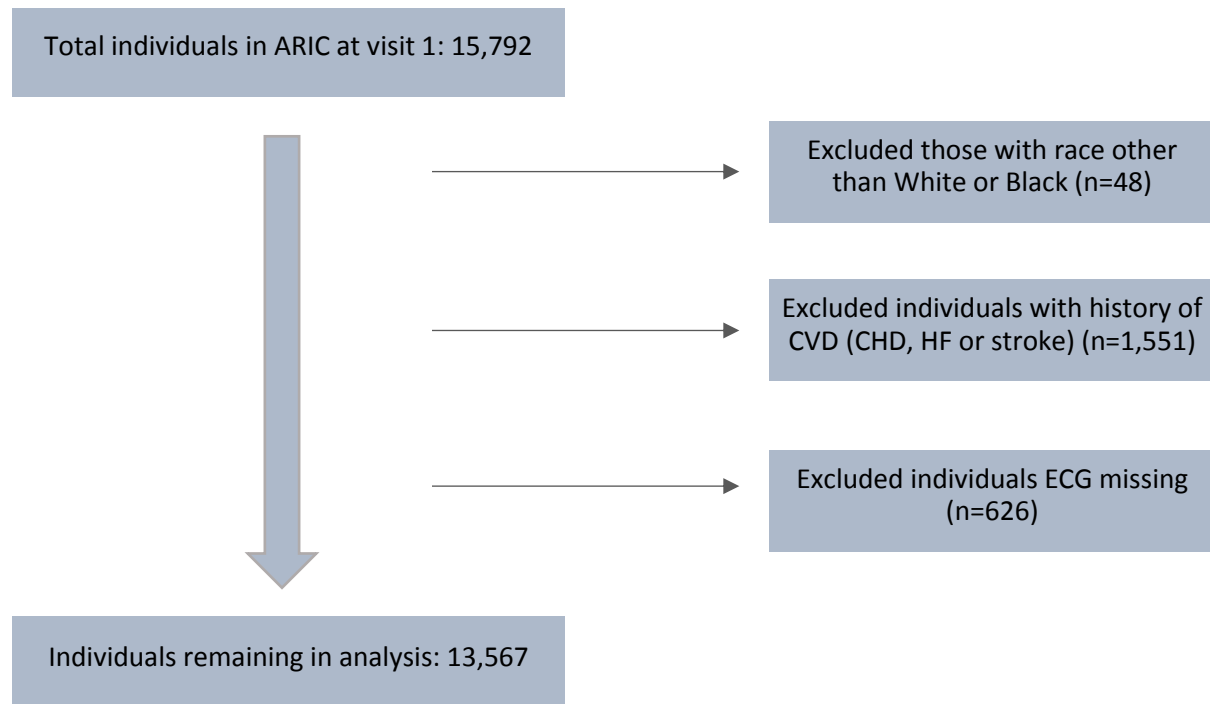 Total individuals in ARIC at visit 1: 15,792
Excluded those with race other
than White or Black (n=48)
Excluded individuals with history of
CVD (CHD, HF or stroke) (n=1,551)
Excluded individuals ECG missing
(n=626)
Individuals remaining in analysis: 13,567